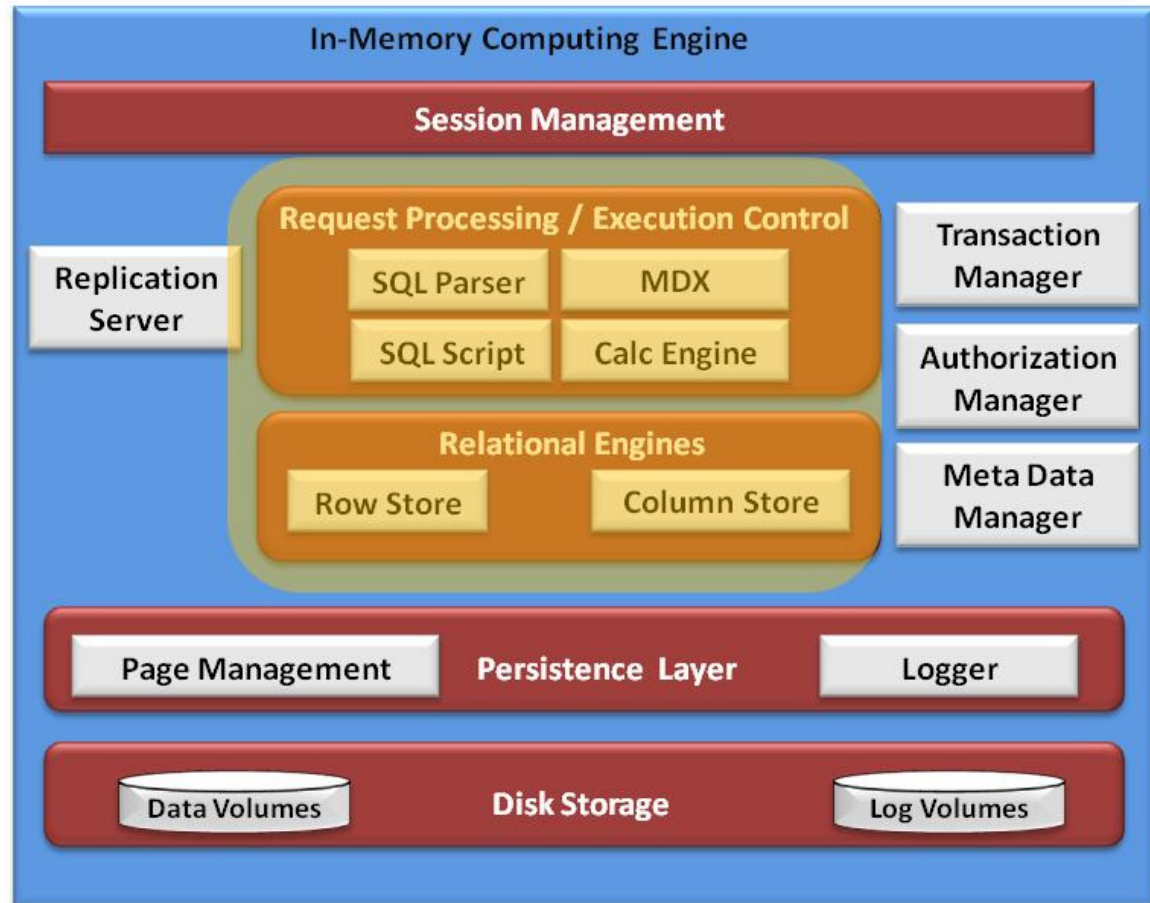 In-Memory Computing Engine
Session Management
Request Processing / Execution Control
SQL Parser
MDX
SQL Script
Calc Engine
Replication
Server
Transaction
Manager
Authorization
Manager
Meta Data
Manager
Relational Engines
Row Store
Column Store
Page Management
Persistence Layer
Logger
Data Volumes
Disk Storage
Log Volumes